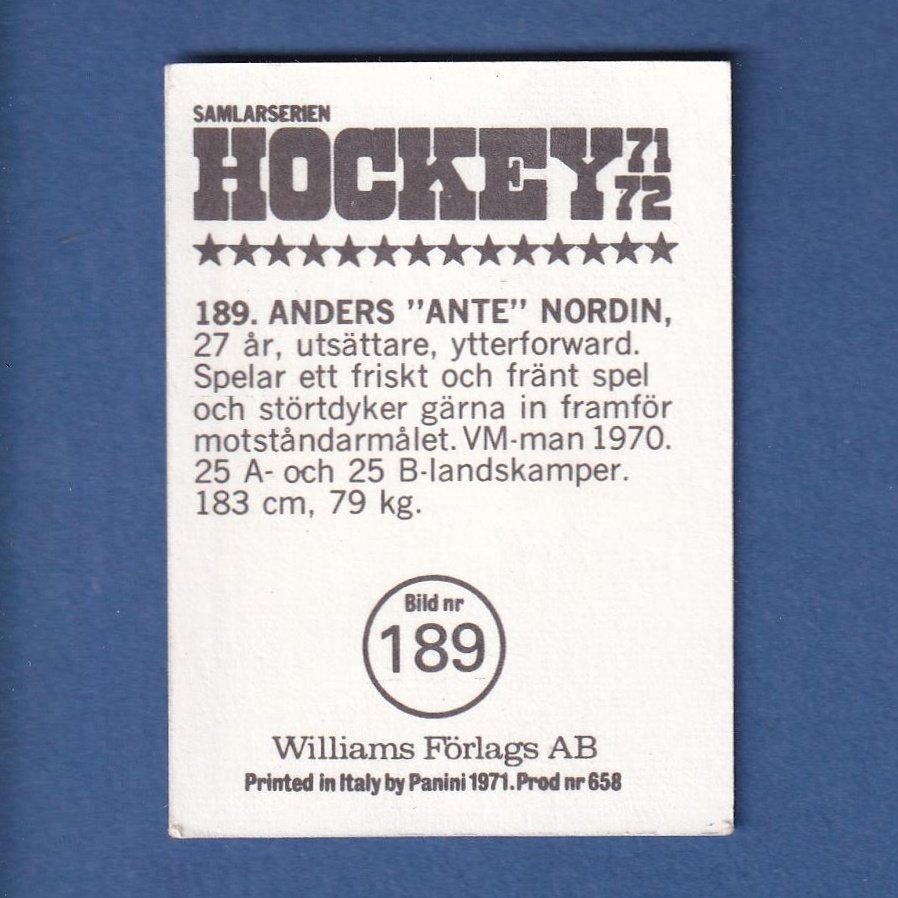 SAMLARSERIEN
HOCKEY 71
72
189. ANDERS "ANTE" NORDIN,
27 år, utsättare, ytterforward.
Spelar ett friskt och fränt spel
och störtdyker gärna in framför
motståndarmålet. VM-man 1970.
25 A- och 25 B-landskamper.
183 cm, 79 kg.
Bild nr
189
Williams Förlags AB
Printed in Italy by Panini 1971. Prod nr 658